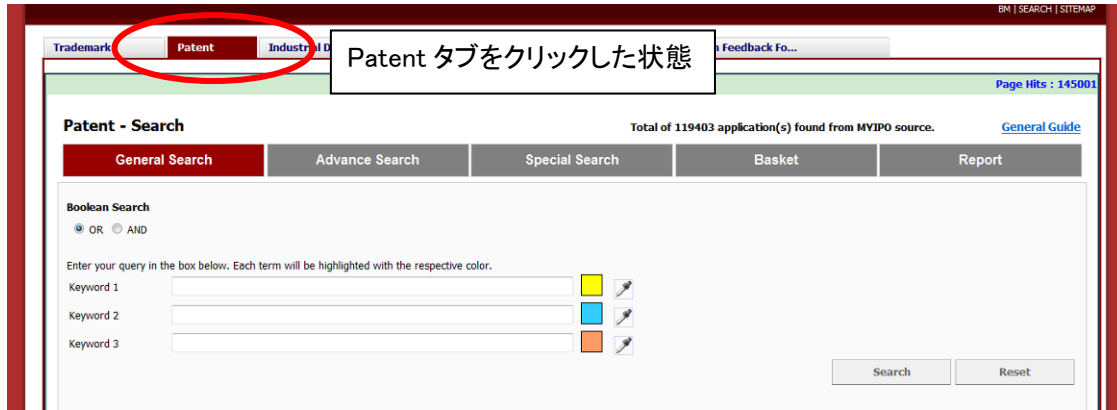 BM | SEARCH | SITEMAP
Trademark Patent Industrial D Feedback Fo...
Patent タブをクリックした状態
Page Hits : 145001
Patent - Search Total of 119403 application(s) found from MYIPO source. General Guide
General Search Advance Search Special Search Basket Report
Boolean Search
OR AND
Enter your query in the box below. Each term will be highlighted with the respective color.
Keyword 1
Keyword 2
Keyword 3
Search Reset